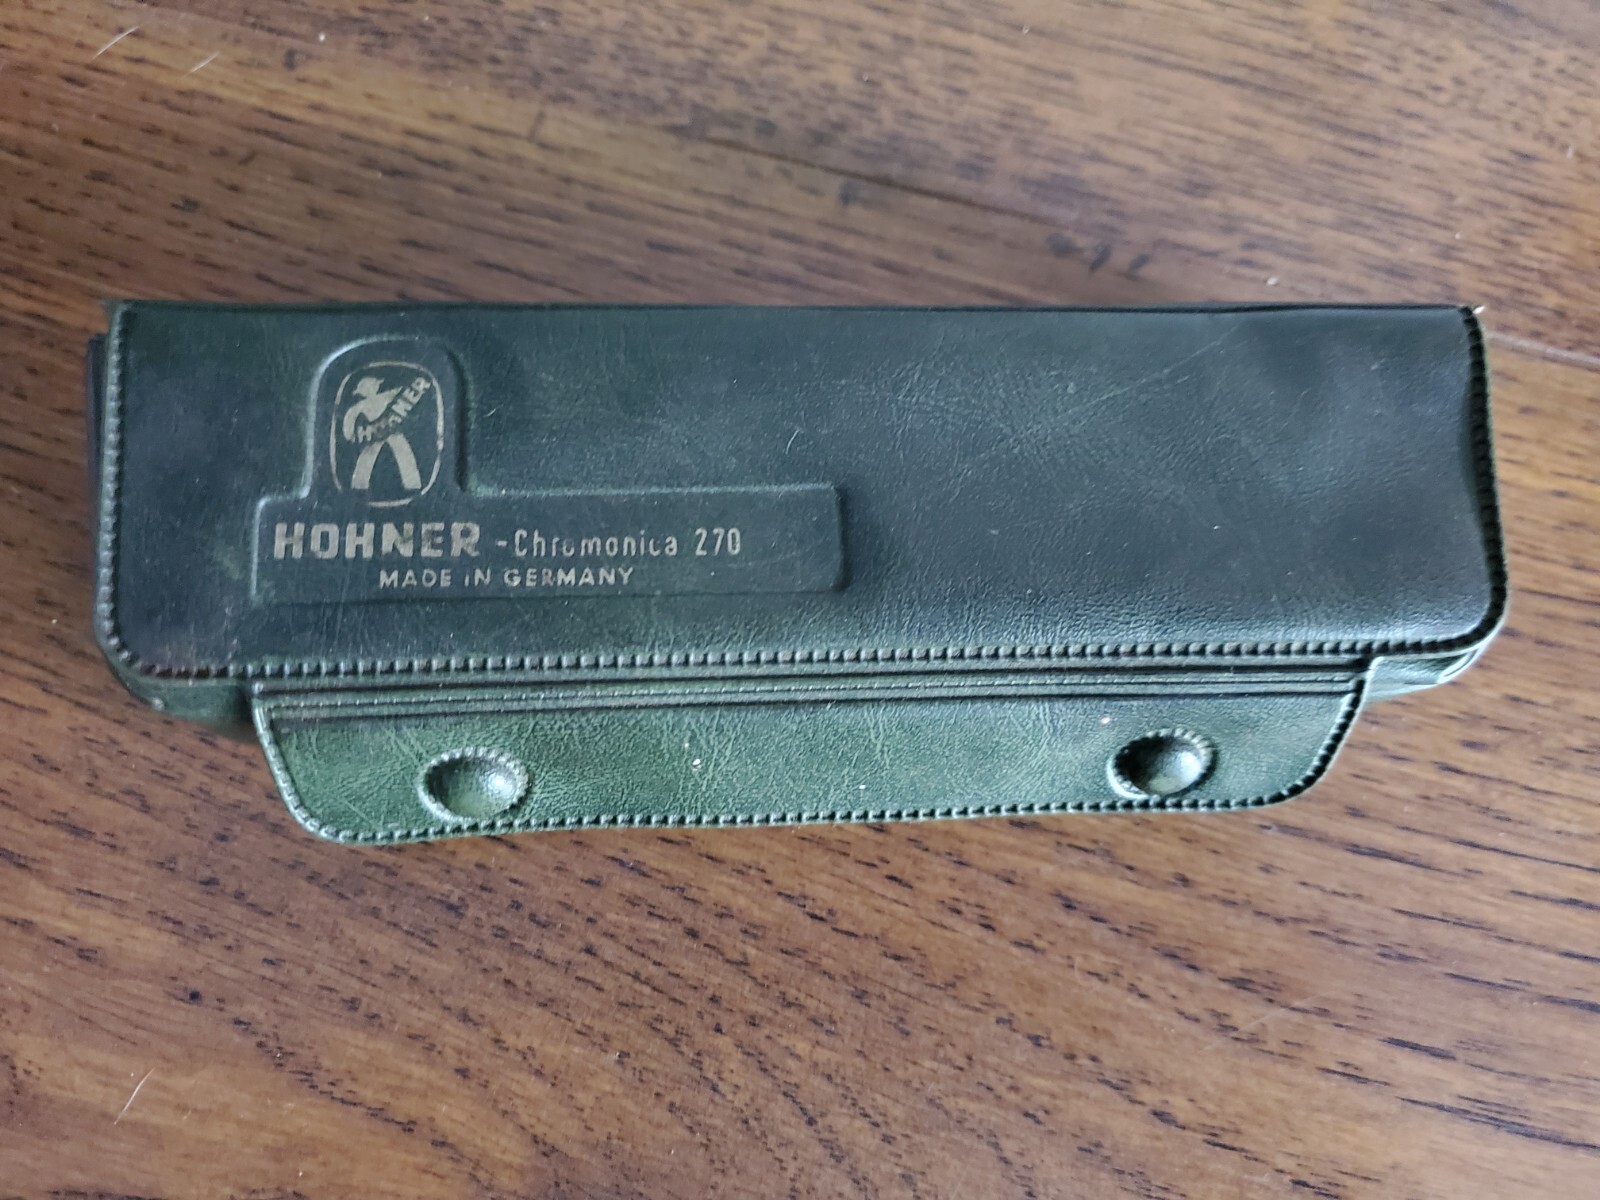 HOHNER
HOHNER -Chromonica 270
MADE IN GERMANY